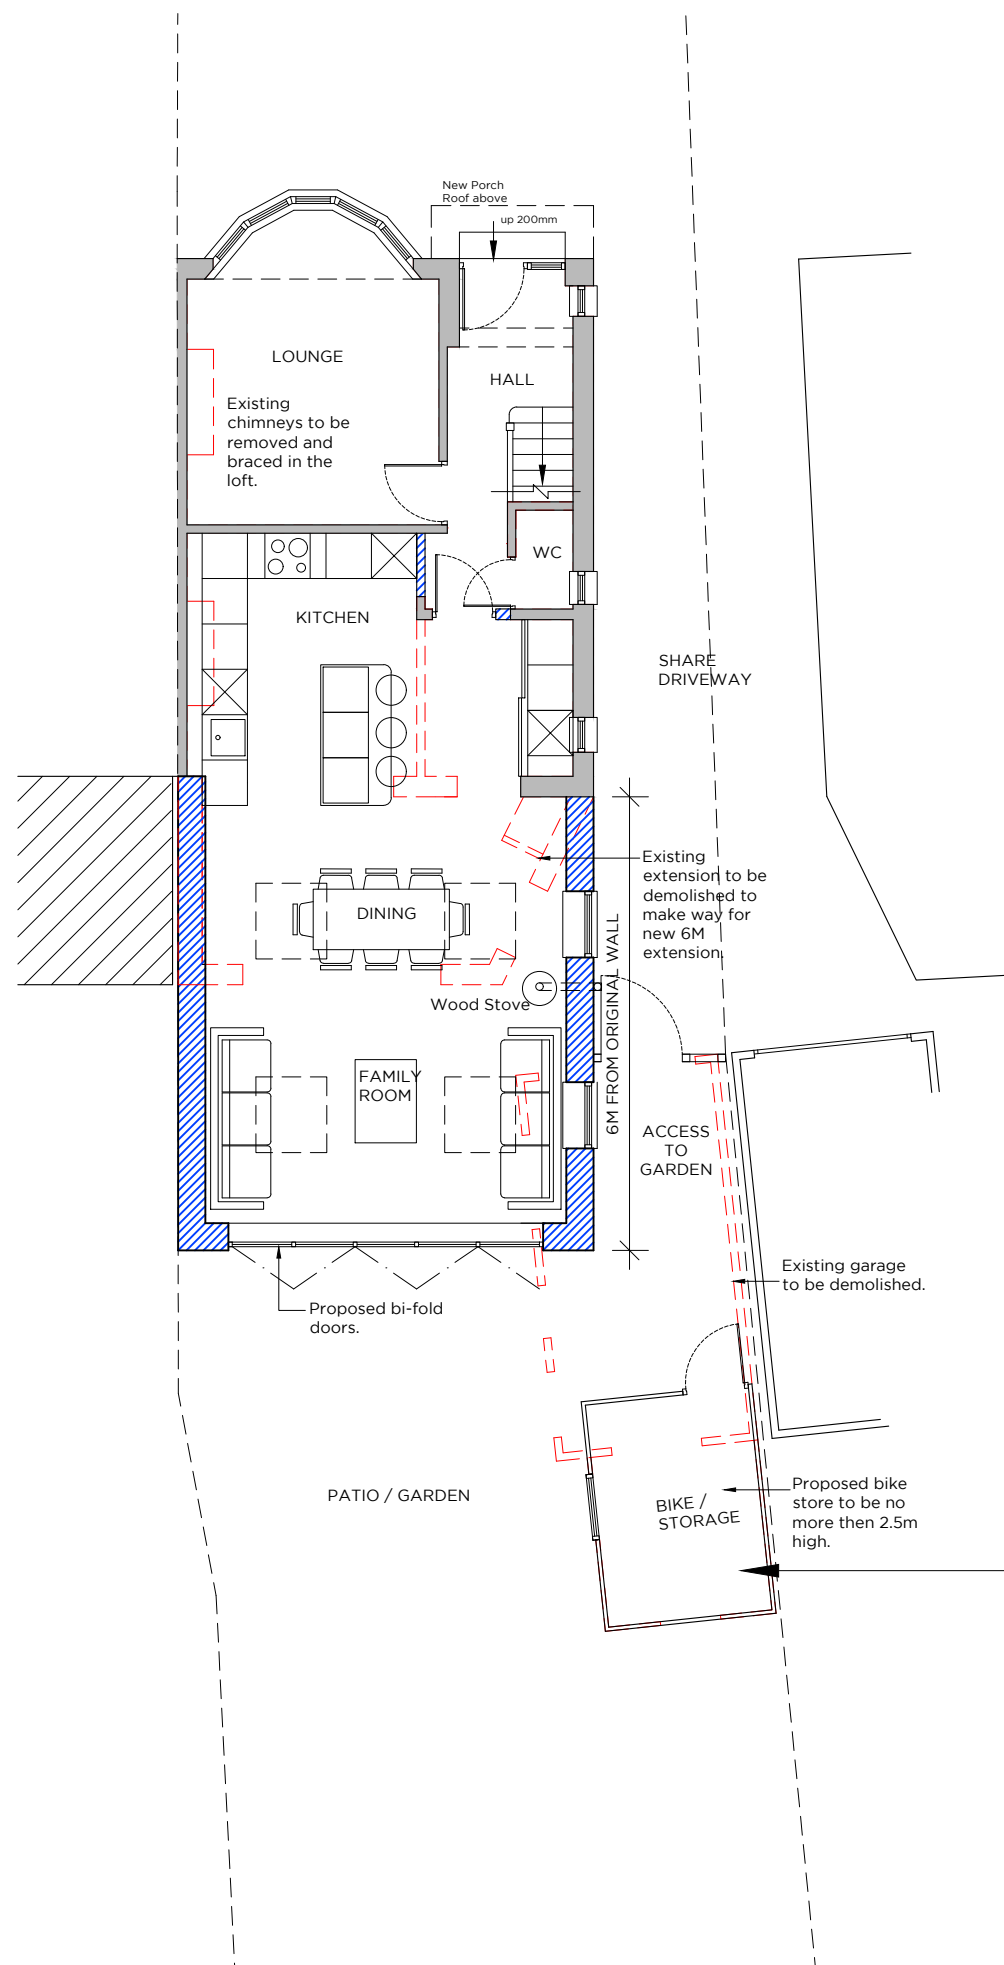 New Porch
Roof above
up 200mm
LOUNGE
HALL
Existing
chimneys to be
removed and
braced in the
loft.
WC
KITCHEN
SHARE
DRIVEWAY
Existing
extension to be
demolished to
make way for
new 6M
extension.
DINING
6M FROM ORIGINAL WALL
Wood Stove
FAMILY
ROOM
ACCESS
TO
GARDEN
Existing garage
to be demolished.
Proposed bi-fold
doors.
PATIO / GARDEN
BIKE /
STORAGE
Proposed bike
store to be no
more then 2.5m
high.